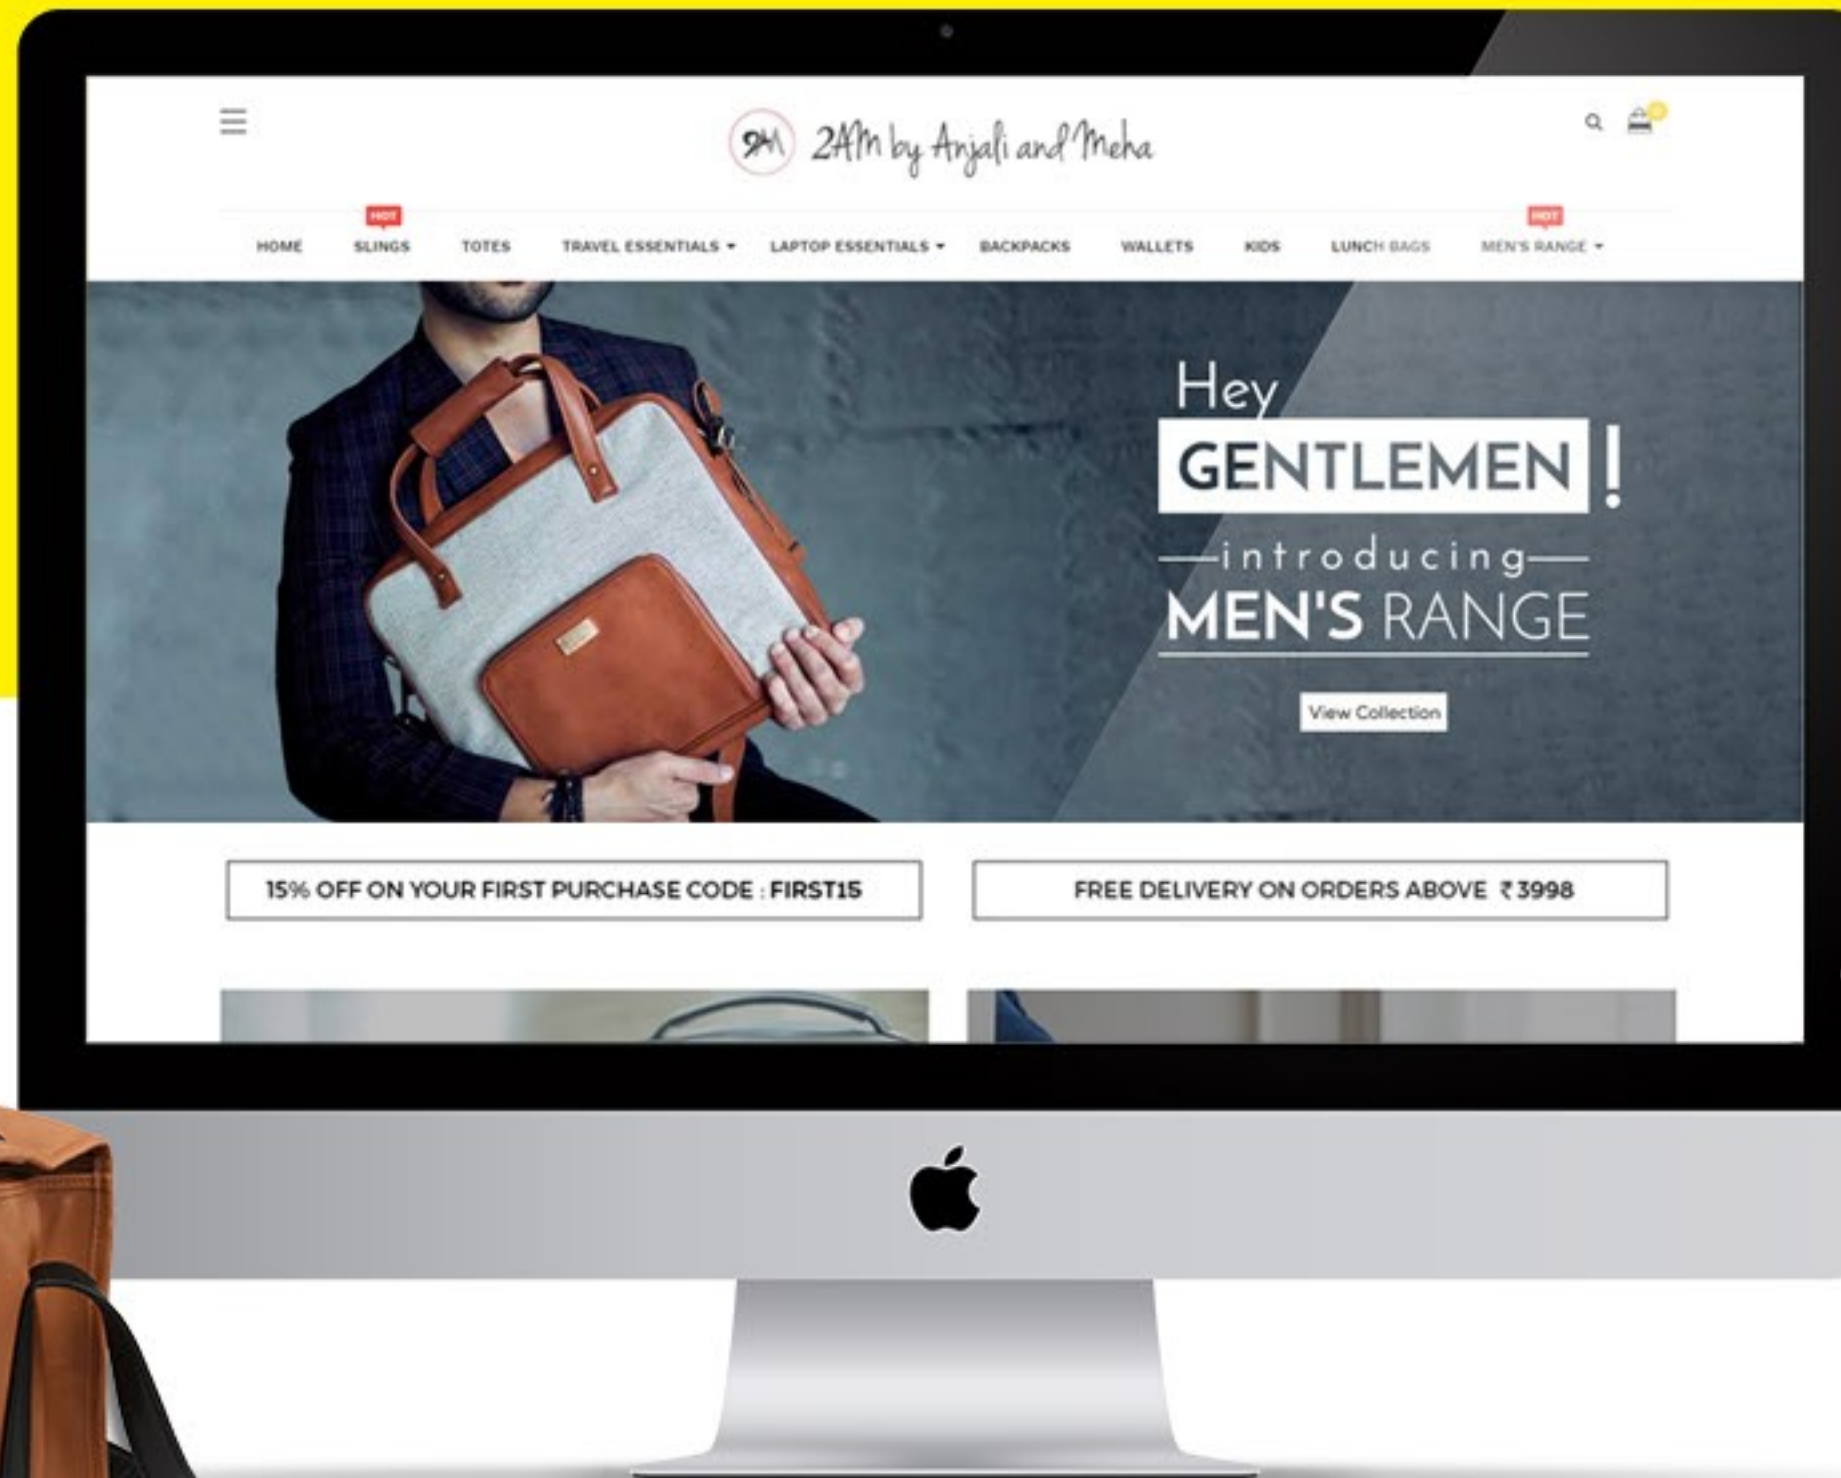 2AM 2AM by Anjali and Meha
HOT
HOT
HOME SLINGS TOTES TRAVEL ESSENTIALS LAPTOP ESSENTIALS BACKPACKS WALLETS KIDS LUNCH BAGS MEN'S RANGE
Hey
GENTLEMEN!
introducing
MEN'S RANGE
View Collection
15% OFF ON YOUR FIRST PURCHASE CODE : FIRST15
FREE DELIVERY ON ORDERS ABOVE ₹3998